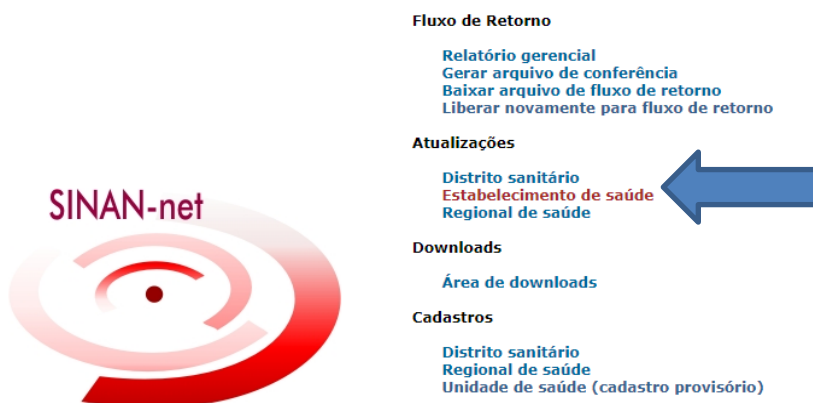 SINAN-net
Fluxo de Retorno
Relatório gerencial
Gerar arquivo de conferência
Baixar arquivo de fluxo de retorno
Liberar novamente para fluxo de retorno
Atualizações
Distrito sanitário
Estabelecimento de saúde
Regional de saúde
Downloads
Área de downloads
Cadastros
Distrito sanitário
Regional de saúde
Unidade de saúde (cadastro provisório)